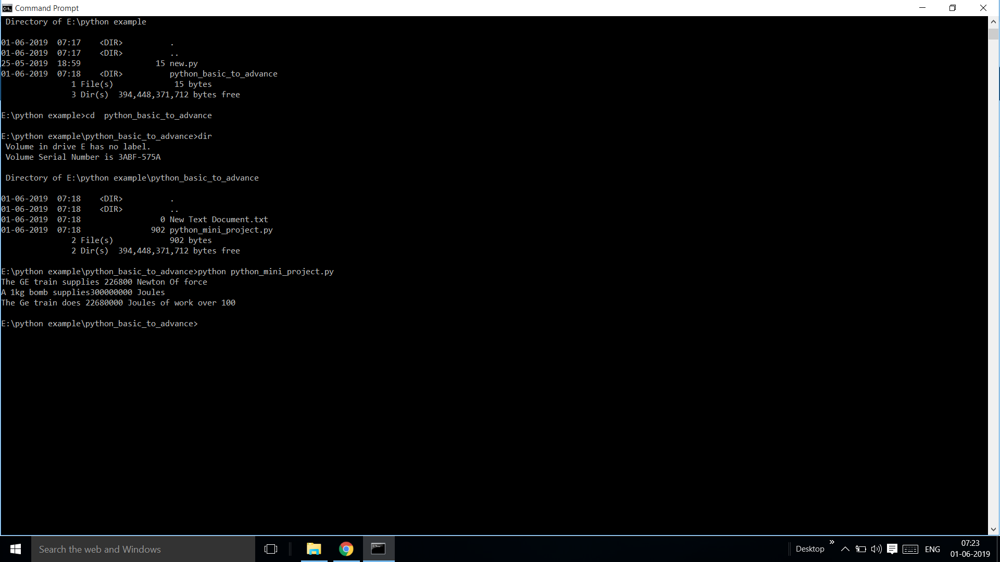 Command Prompt
Directory of E:\python example
01-06-2019  07:17    <DIR>          .
01-06-2019  07:17    <DIR>          ..
25-05-2019  18:59                15 new.py
01-06-2019  07:18    <DIR>          python_basic_to_advance
               1 File(s)             15 bytes
               3 Dir(s)  394,448,371,712 bytes free
E:\python example>cd  python_basic_to_advance
E:\python example\python_basic_to_advance>dir
 Volume in drive E has no label.
 Volume Serial Number is 3ABF-575A
 Directory of E:\python example\python_basic_to_advance
01-06-2019  07:18    <DIR>          .
01-06-2019  07:18    <DIR>          ..
01-06-2019  07:18                 0 New Text Document.txt
01-06-2019  07:18               902 python_mini_project.py
               2 File(s)            902 bytes
               2 Dir(s)  394,448,371,712 bytes free
E:\python example\python_basic_to_advance>python python_mini_project.py
The GE train supplies 226800 Newton Of force
A 1kg bomb supplies300000000 Joules
The Ge train does 22680000 Joules of work over 100
E:\python example\python_basic_to_advance>
Search the web and Windows
Desktop
ENG
07:23
01-06-2019